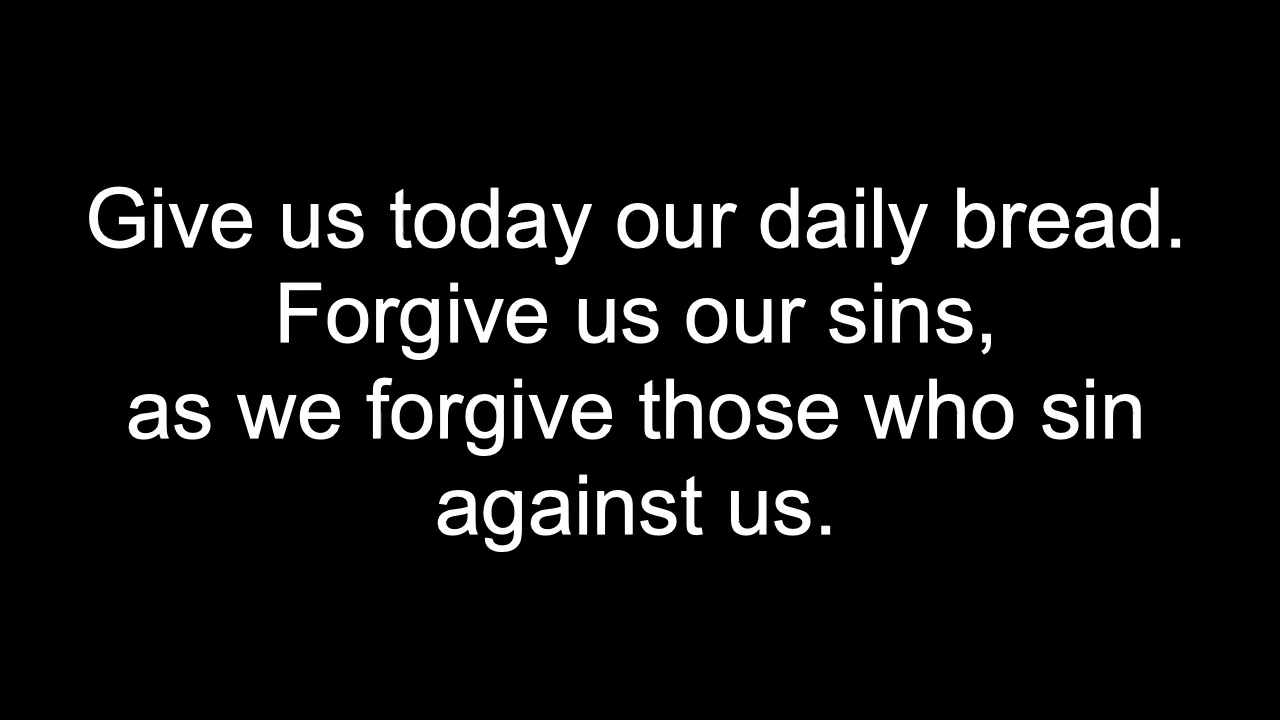 Give us today our daily bread.
Forgive us our sins,
as we forgive those who sin
against us.